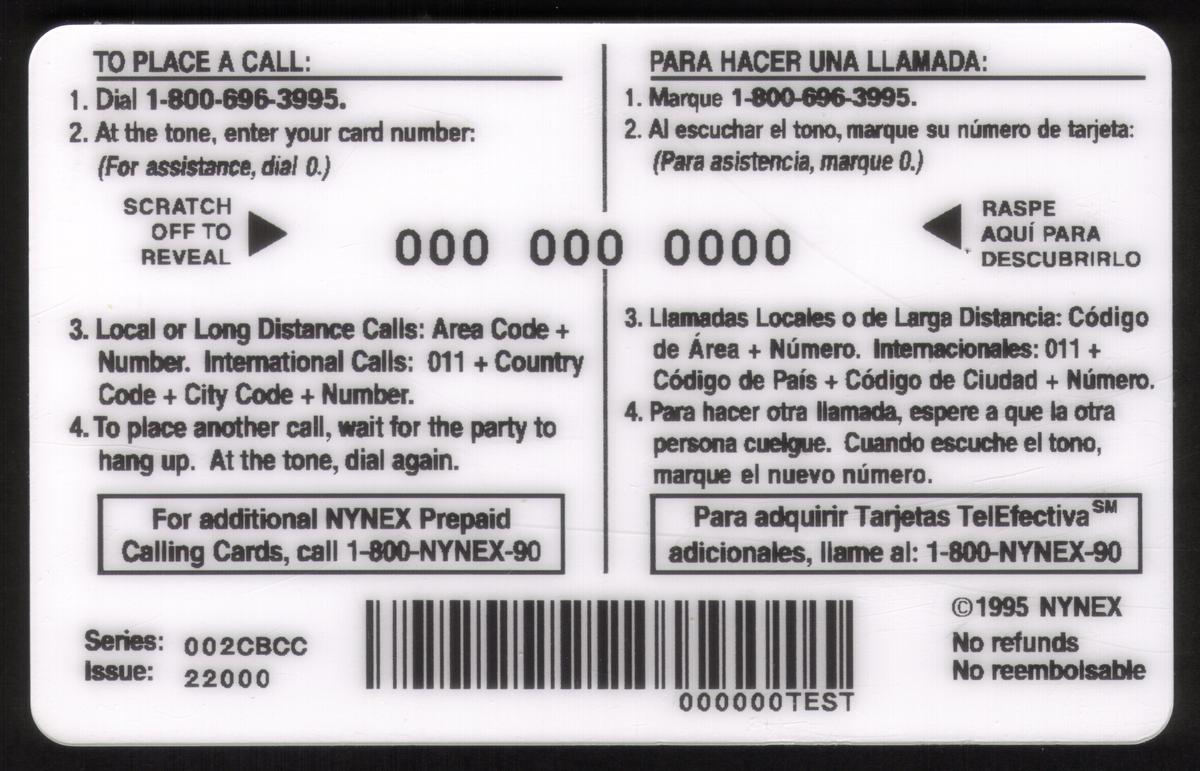 TO PLACE A CALL:
1. Dial 1-800-696-3995.
2. At the tone, enter your card number:
(For assistance, dial 0.)
SCRATCH
OFF TO
REVEAL
000 000 0000
3. Local or Long Distance Calls: Area Code +
Number. International Calls: 011 + Country
Code + City Code + Number.
4. To place another call, wait for the party to
hang up. At the tone, dial again.
For additional NYNEX Prepaid
Calling Cards, call 1-800-NYNEX-90
PARA HACER UNA LLAMADA:
1. Marque 1-800-696-3995.
2. Al escuchar el tono, marque su número de tarjeta:
(Para asistencia, marque 0.)
RASPE
AQUÍ PARA
DESCUBRIRLO
3. Llamadas Locales o de Larga Distancia: Código
de Área + Número. Internacionales: 011 +
Código de País + Código de Ciudad + Número.
4. Para hacer otra llamada, espere a que la otra
persona cuelgue. Cuando escuche el tono,
marque el nuevo número.
Para adquirir Tarjetas TelEfectiva SM
adicionales, llame al: 1-800-NYNEX-90
Series: 002CBCC
Issue: 22000
000000TEST
©1995 NYNEX
No refunds
No reembolsable